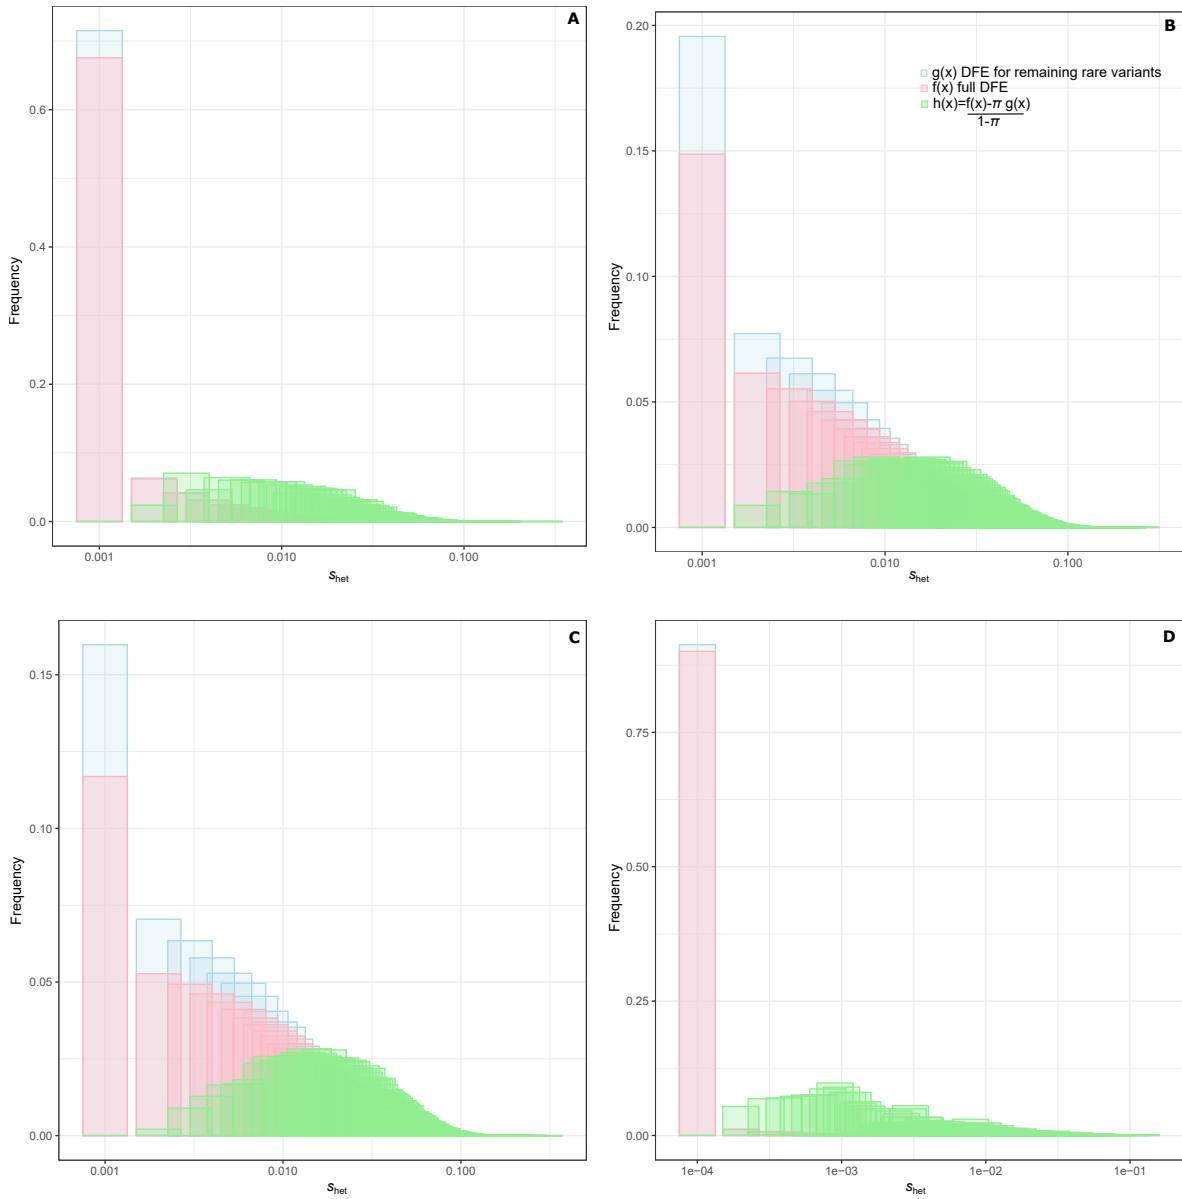 A
0.6
0.4
0.2
0.0
Frequency
0.001
0.010
0.100
shet
B
g(x) DFE for remaining rare variants
f(x) full DFE
h(x)=f(x)-π g(x)
1-π
0.20
0.15
0.10
0.05
0.00
Frequency
0.001
0.010
0.100
shet
C
0.15
0.10
0.05
0.00
Frequency
0.001
0.010
0.100
shet
D
0.75
0.50
0.25
0.00
Frequency
1e−04
1e−03
1e−02
1e−01
shet